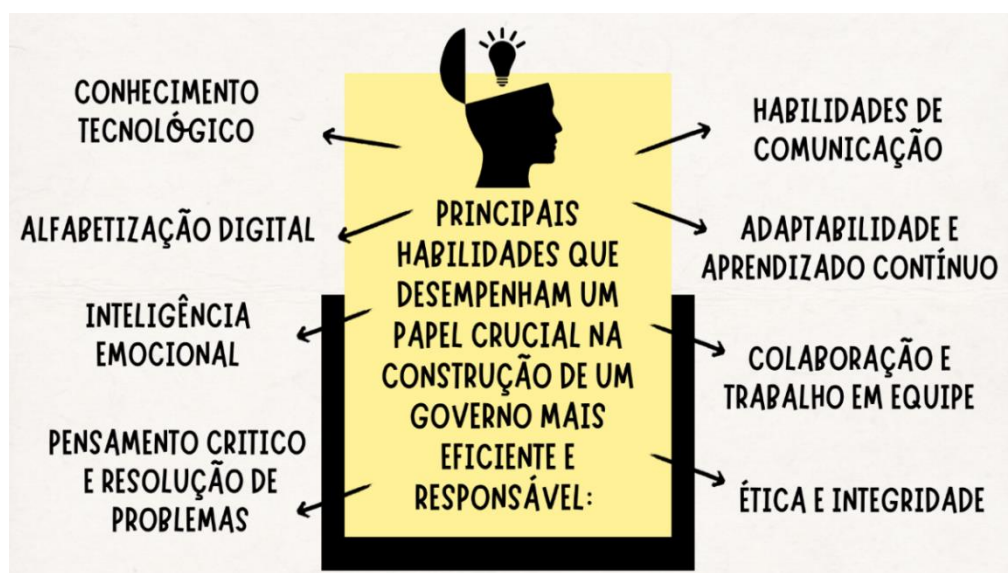 CONHECIMENTO
TECNOLÓGICO
ALFABETIZAÇÃO DIGITAL
INTELIGÊNCIA
EMOCIONAL
PENSAMENTO CRITICO
E RESOLUÇÃO DE
PROBLEMAS
PRINCIPAIS
HABILIDADES QUE
DESEMPENHAM UM
PAPEL CRUCIAL NA
CONSTRUÇÃO DE UM
GOVERNO MAIS
EFICIENTE E
RESPONSÁVEL:
HABILIDADES DE
COMUNICAÇÃO
ADAPTABILIDADE E
APRENDIZADO CONTÍNUO
COLABORAÇÃO E
TRABALHO EM EQUIPE
ÉTICA E INTEGRIDADE